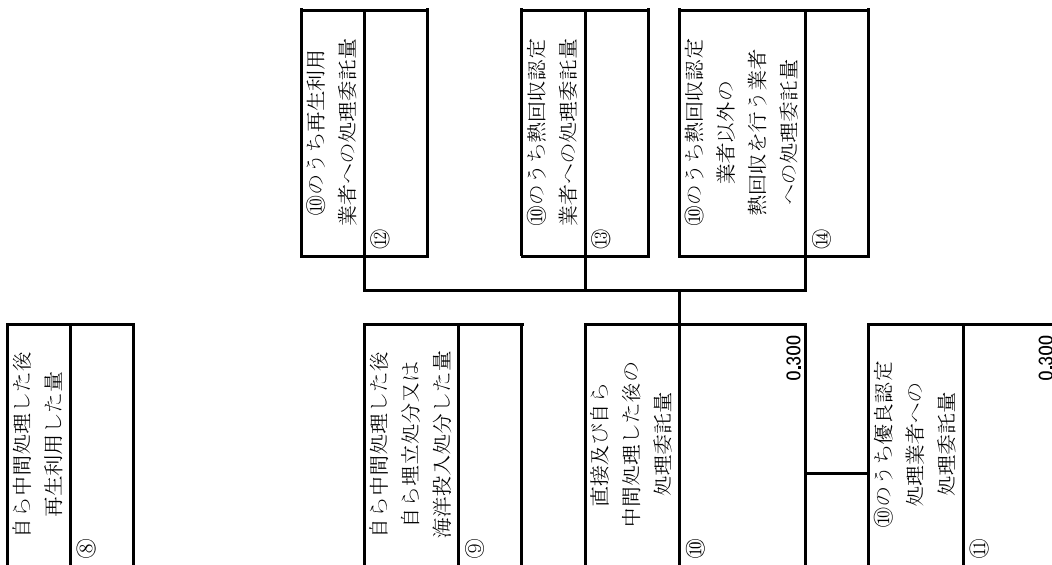 自ら中間処理した後
再生利用した量
⑧
自ら中間処理した後
自ら埋立処分又は
海洋投入処分した量
⑨
直接及び自ら
中間処理した後の
処理委託量
⑩
0.300
⑩のうち優良認定
処理業者への
処理委託量
⑪
0.300
⑩のうち再生利用
業者への処理委託量
⑫
⑩のうち熱回収認定
業者への処理委託量
⑬
⑩のうち熱回収認定
業者以外の
熱回収を行う業者
への処理委託量
⑭